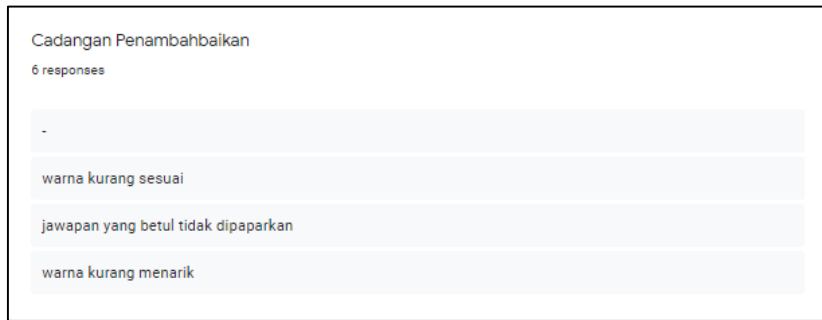 Cadangan Penambahbaikan
6 responses
-
warna kurang sesuai
jawapan yang betul tidak dipaparkan
warna kurang menarik